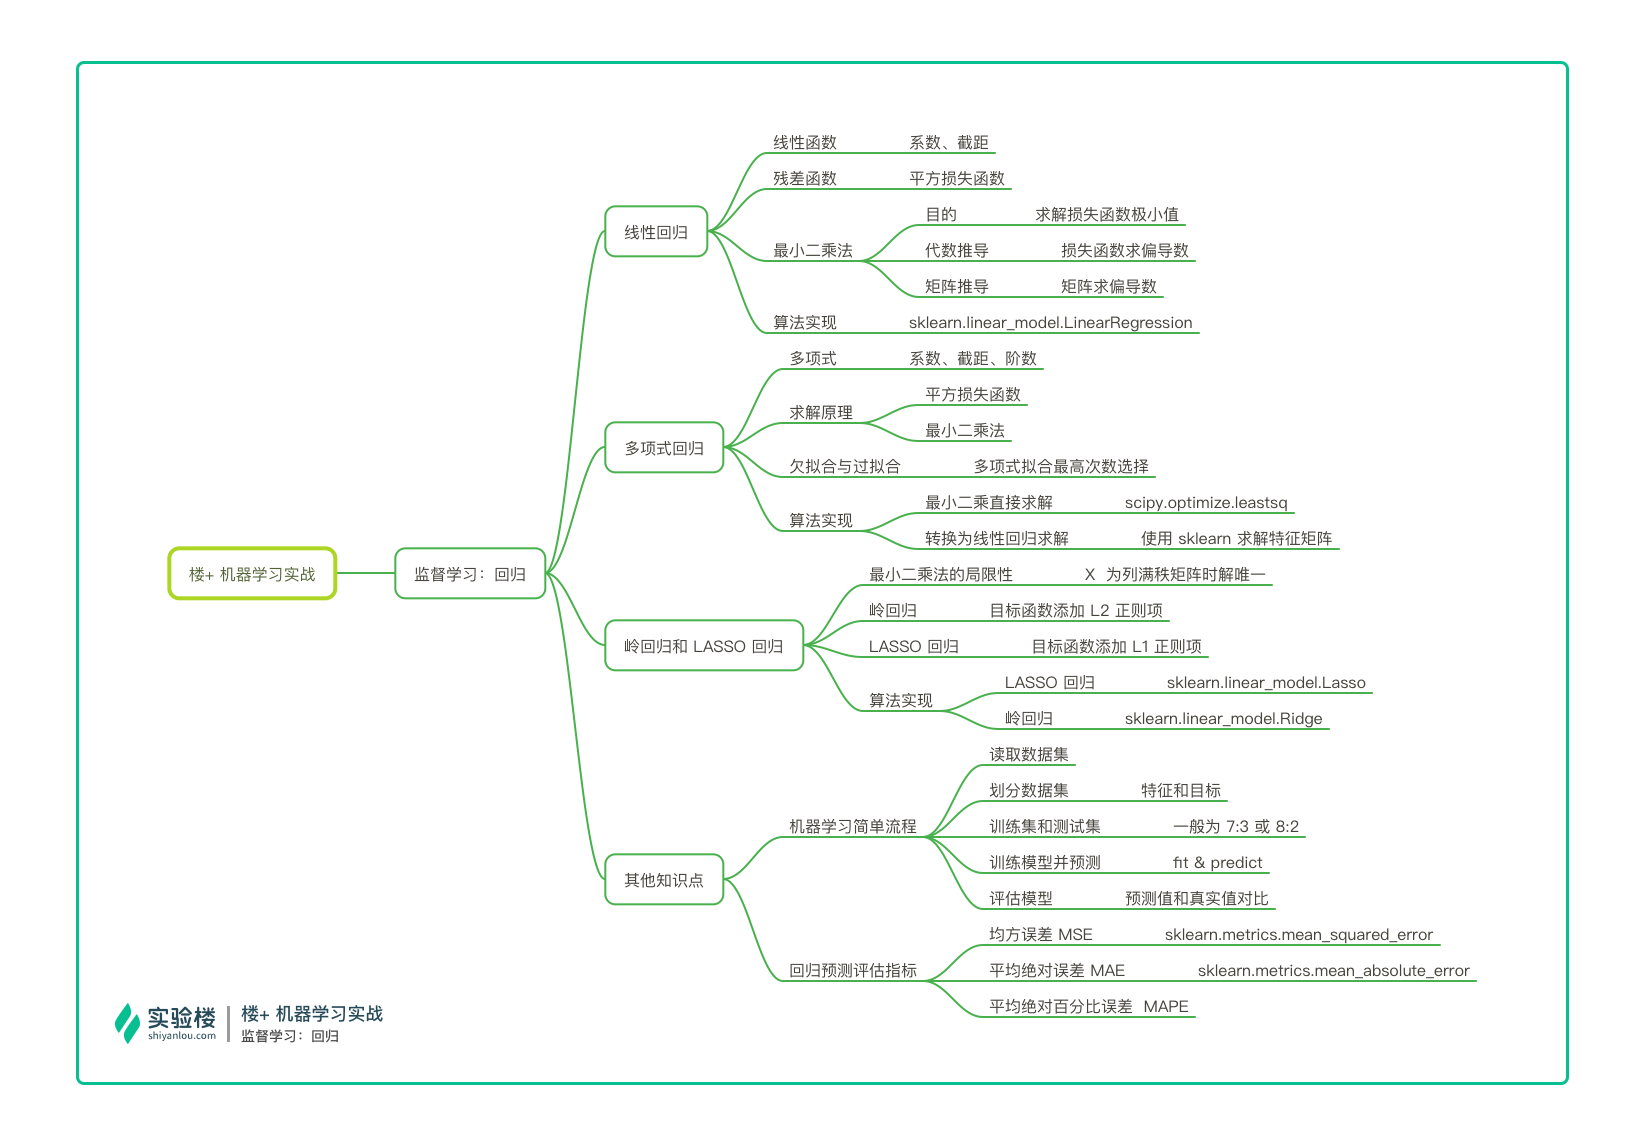 楼+ 机器学习实战
监督学习：回归
线性回归
线性函数 系数、截距
残差函数 平方损失函数
最小二乘法
目的 求解损失函数极小值
代数推导 损失函数求偏导数
矩阵推导 矩阵求偏导数
算法实现 sklearn.linear_model.LinearRegression
多项式回归
多项式 系数、截距、阶数
求解原理
平方损失函数
最小二乘法
欠拟合与过拟合 多项式拟合最高次数选择
算法实现
最小二乘直接求解 scipy.optimize.leastsq
转换为线性回归求解 使用 sklearn 求解特征矩阵
岭回归和 LASSO 回归
最小二乘法的局限性 X 为列满秩矩阵时解唯一
岭回归 目标函数添加 L2 正则项
LASSO 回归 目标函数添加 L1 正则项
算法实现
LASSO 回归 sklearn.linear_model.Lasso
岭回归 sklearn.linear_model.Ridge
其他知识点
机器学习简单流程
读取数据集
划分数据集 特征和目标
训练集和测试集 一般为 7:3 或 8:2
训练模型并预测 fit & predict
评估模型 预测值和真实值对比
回归预测评估指标
均方误差 MSE sklearn.metrics.mean_squared_error
平均绝对误差 MAE sklearn.metrics.mean_absolute_error
平均绝对百分比误差 MAPE
实验楼
shiyanlou.com
楼+ 机器学习实战
监督学习：回归